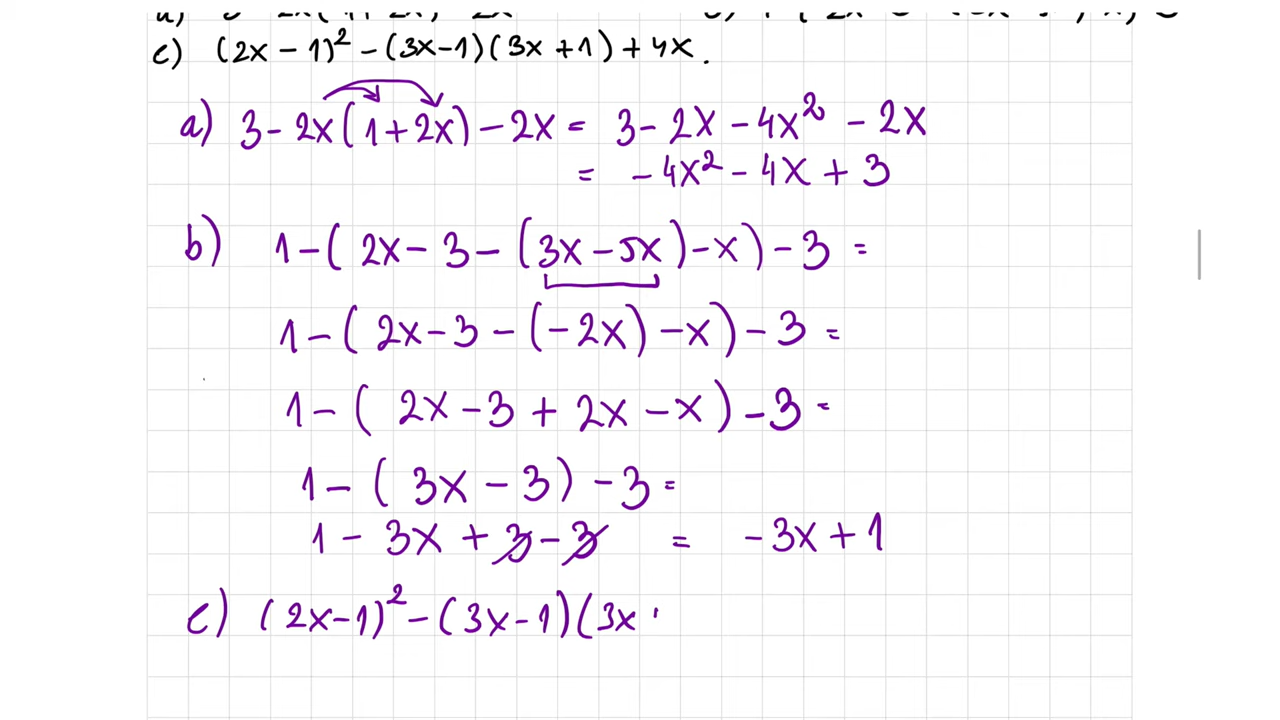 c) (2x − 1)² − (3x−1)(3x+1) + 4x.
a) 3 − 2x(1+2x) − 2x = 3 − 2x − 4x² − 2x
= −4x² − 4x + 3
b) 1 − (2x − 3 − (3x − 5x) − x) − 3 =
1 − (2x − 3 − (−2x) − x) − 3 =
1 − (2x − 3 + 2x − x) − 3 =
1 − (3x − 3) − 3 =
1 − 3x + 3 − 3 = −3x + 1
c) (2x−1)² − (3x−1)(3x